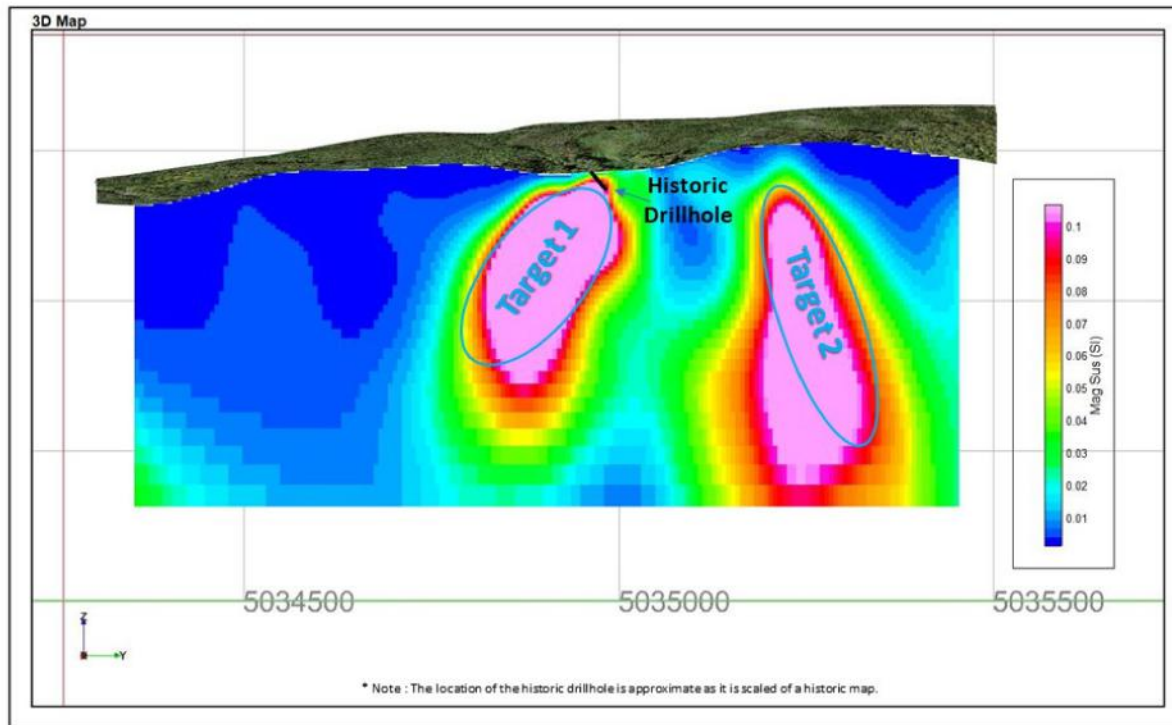 3D Map
Historic
Drillhole
Target 1
Target 2
0.1
0.09
0.08
0.07
0.06
0.05
0.04
0.03
0.02
0.01
Mag Sus (SI)
5034500
5035000
5035500
Z
Y
* Note : The location of the historic drillhole is approximate as it is scaled of a historic map.